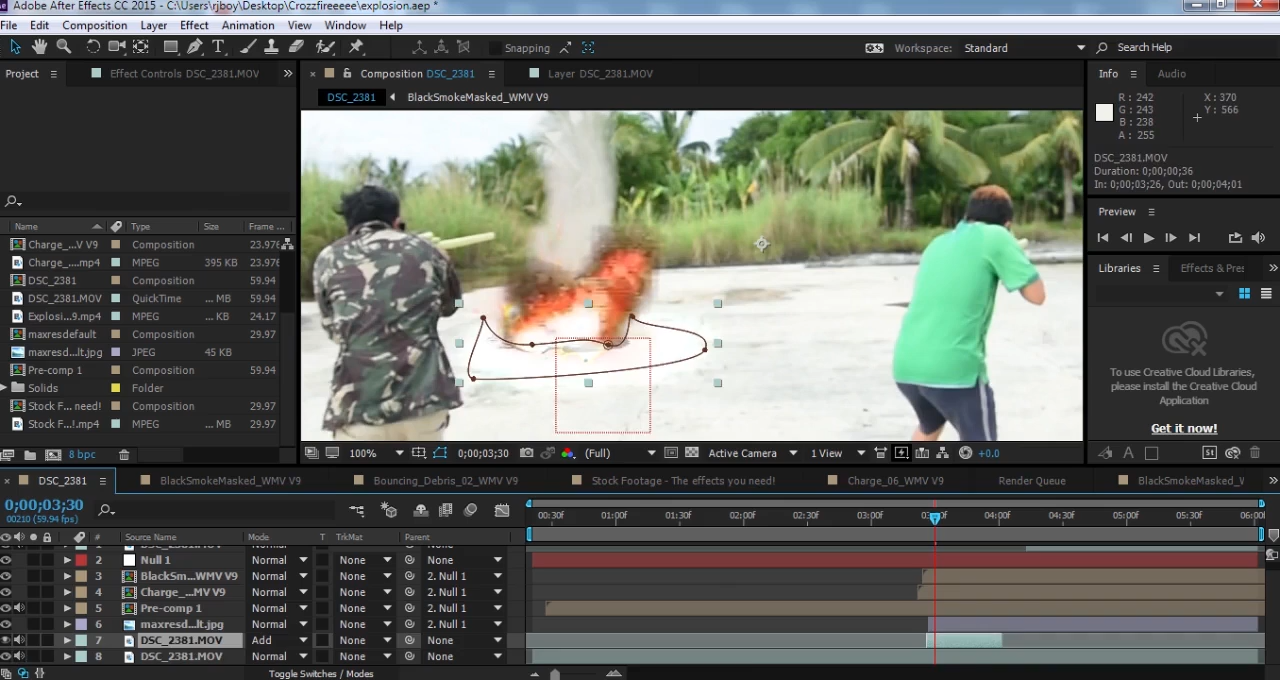 Adobe After Effects CC 2015 - C:\Users\rjboy\Desktop\Crozzfireeeee\explosion.aep *
File Edit Composition Layer Effect Animation View Window Help
Snapping Workspace: Standard Search Help
Project Effect Controls DSC_2381.MOV » × Composition DSC_2381 Layer DSC_2381.MOV Info Audio
DSC_2381 BlackSmokeMasked_WMV V9
R : 242 X : 370
G : 243 Y : 566
B : 238
A : 255
DSC_2381.MOV
Duration: 0;00;00;36
In: 0;00;03;26, Out: 0;00;04;01
Preview
Libraries Effects & Pres »
Name Type Size Frame ...
Charge_...V V9 Composition 23.976
Charge_....mp4 MPEG 395 KB 23.976
DSC_2381 Composition 59.94
DSC_2381.MOV QuickTime ... MB 59.94
Explosi...9.mp4 MPEG ... KB 24.17
maxresdefault Composition 29.97
maxresd...lt.jpg JPEG 45 KB
Pre-comp 1 Composition 59.94
Solids Folder
Stock F... need! Composition 29.97
Stock F...!.mp4 MPEG ... MB 29.97
To use Creative Cloud Libraries,
please install the Creative Cloud
Application
Get it now!
8 bpc 100% 0;00;03;30 (Full) Active Camera 1 View +0.0
× DSC_2381 BlackSmokeMasked_WMV V9 Bouncing_Debris_02_WMV V9 Stock Footage - The effects you need! Charge_06_WMV V9 Render Queue BlackSmokeMasked_V »
0;00;03;30
00210 (59.94 fps)
00:30f 01:00f 01:30f 02:00f 02:30f 03:00f 04:00f 04:30f 05:00f 05:30f 06:00
# Source Name Mode T TrkMat Parent
2 Null 1 Normal None None
3 BlackSm...WMV V9 Normal None 2. Null 1
4 Charge_...MV V9 Normal None 2. Null 1
5 Pre-comp 1 Normal None 2. Null 1
6 maxresd...lt.jpg Normal None 2. Null 1
7 DSC_2381.MOV Add None None
8 DSC_2381.MOV Normal None None
Toggle Switches / Modes